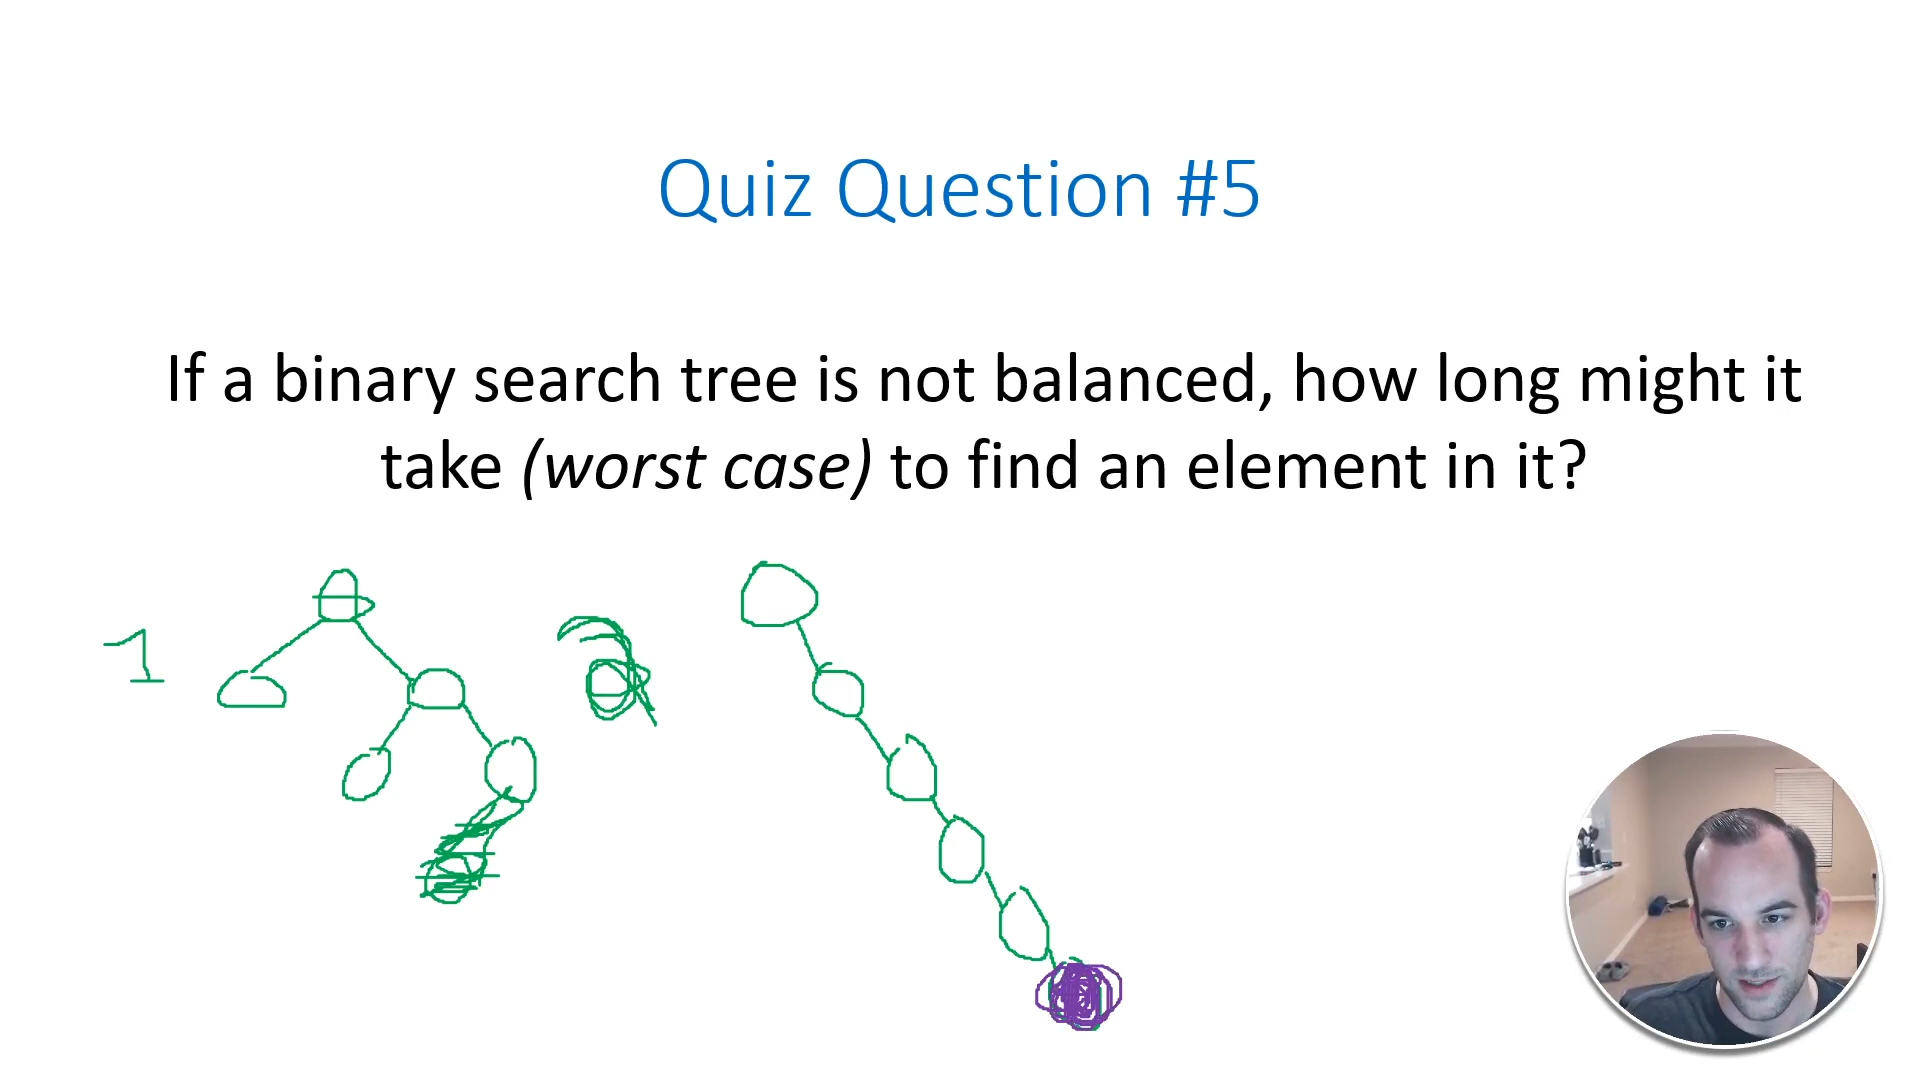 Quiz Question #5
If a binary search tree is not balanced, how long might it
take (worst case) to find an element in it?
1